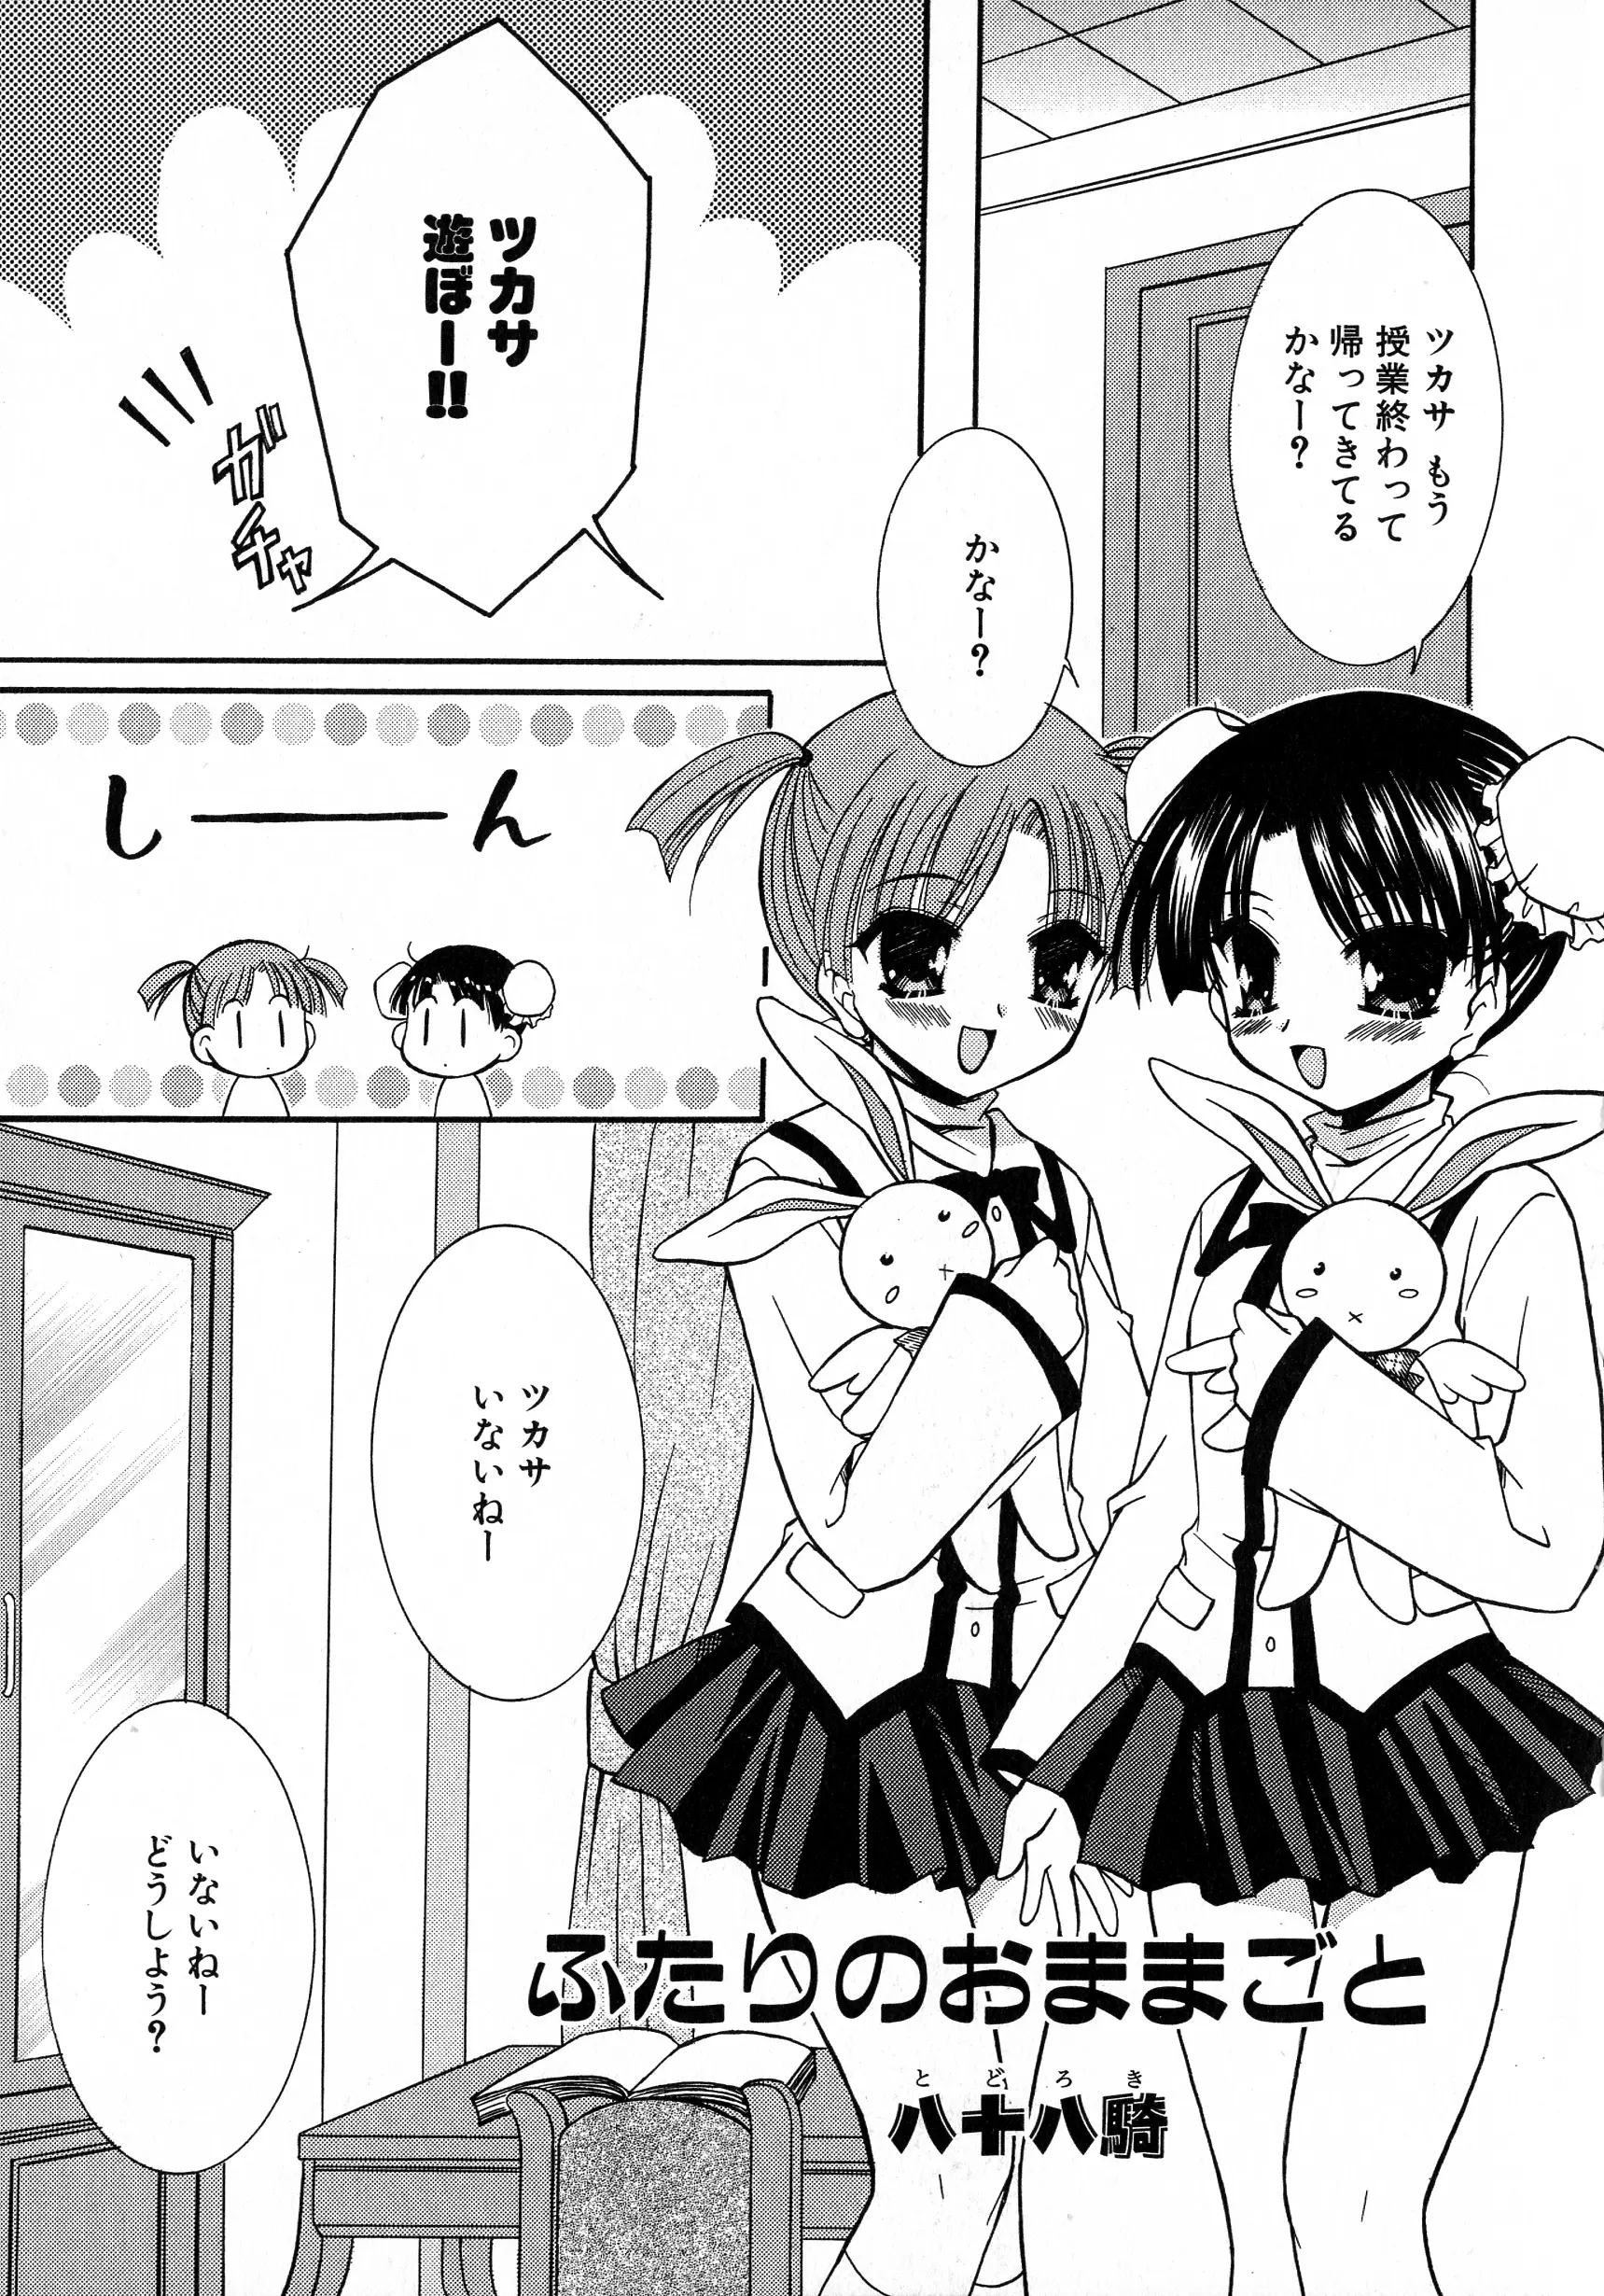 ツカサ もう
授業終わって
帰ってきてる
かなー？
かなー？
ツカサ
遊ぼー!!
ガチャ
しーーん
ツカサ
いないねー
いないねー
どうしよう？
ふたりのおままごと
とどろき
八十八騎